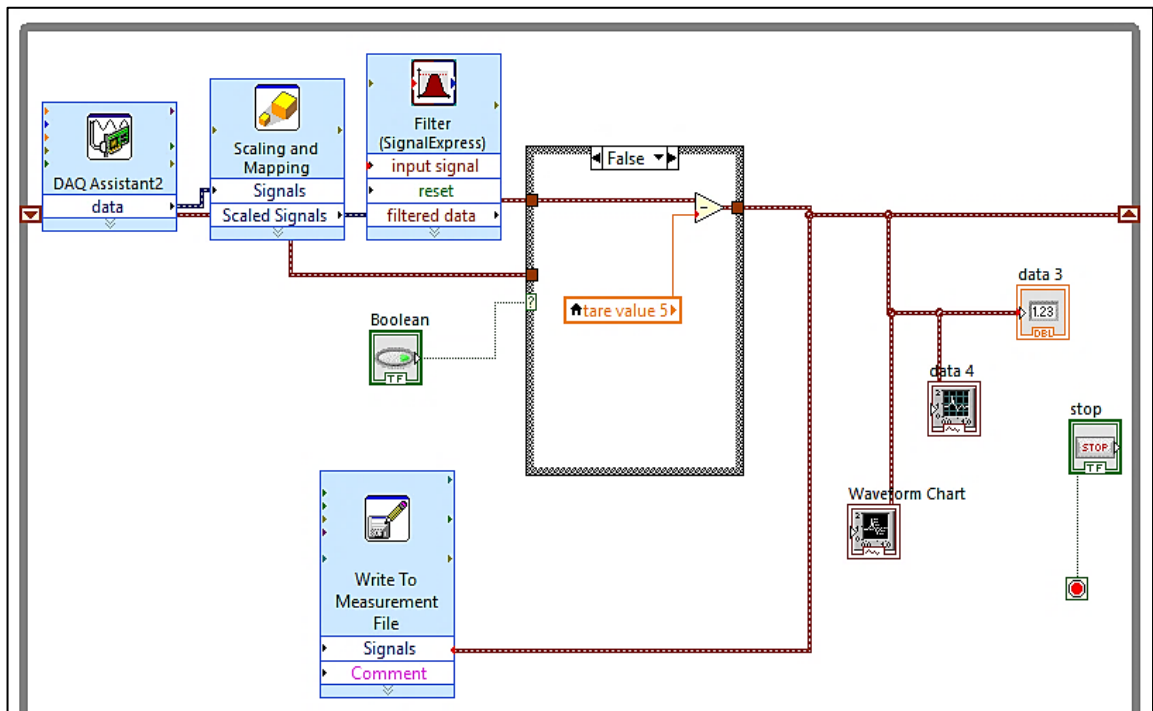 Filter
(SignalExpress)
input signal
reset
filtered data
Scaling and
Mapping
Signals
Scaled Signals
DAQ Assistant2
data
False
?
tare value 5
Boolean
TF
data 3
1.23
DBL
data 4
stop
STOP
TF
Waveform Chart
Write To
Measurement
File
Signals
Comment